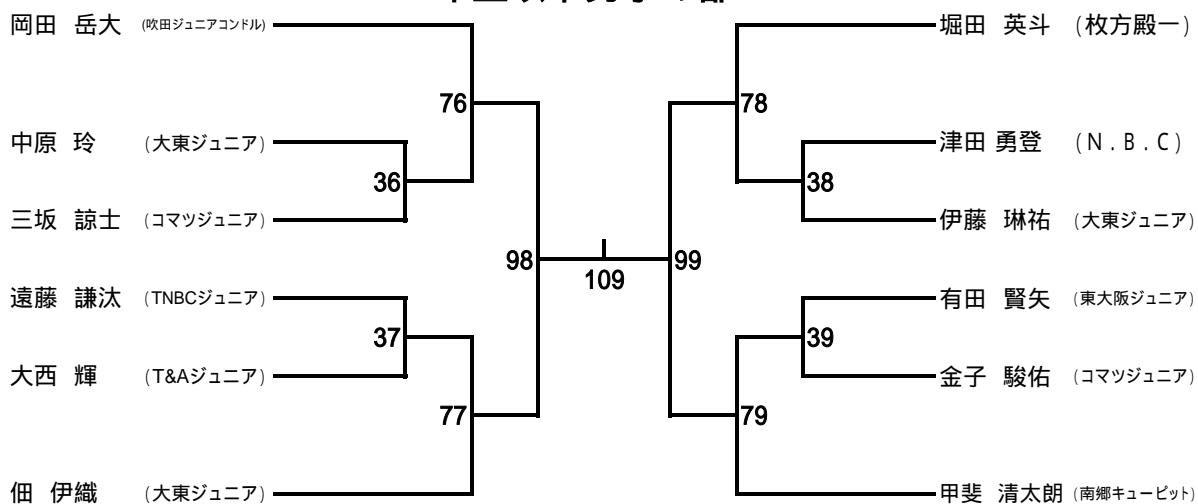 岡田 岳大 (吹田ジュニアコンドル)
76
中原 玲 (大東ジュニア)
36
三坂 諒士 (コマツジュニア)
98
遠藤 謙汰 (TNBCジュニア)
37
大西 輝 (T&Aジュニア)
77
佃 伊織 (大東ジュニア)
109
堀田 英斗 (枚方殿一)
78
津田 勇登 (N.B.C)
38
伊藤 琳祐 (大東ジュニア)
99
有田 賢矢 (東大阪ジュニア)
39
金子 駿佑 (コマツジュニア)
79
甲斐 清太朗 (南郷キューピット)